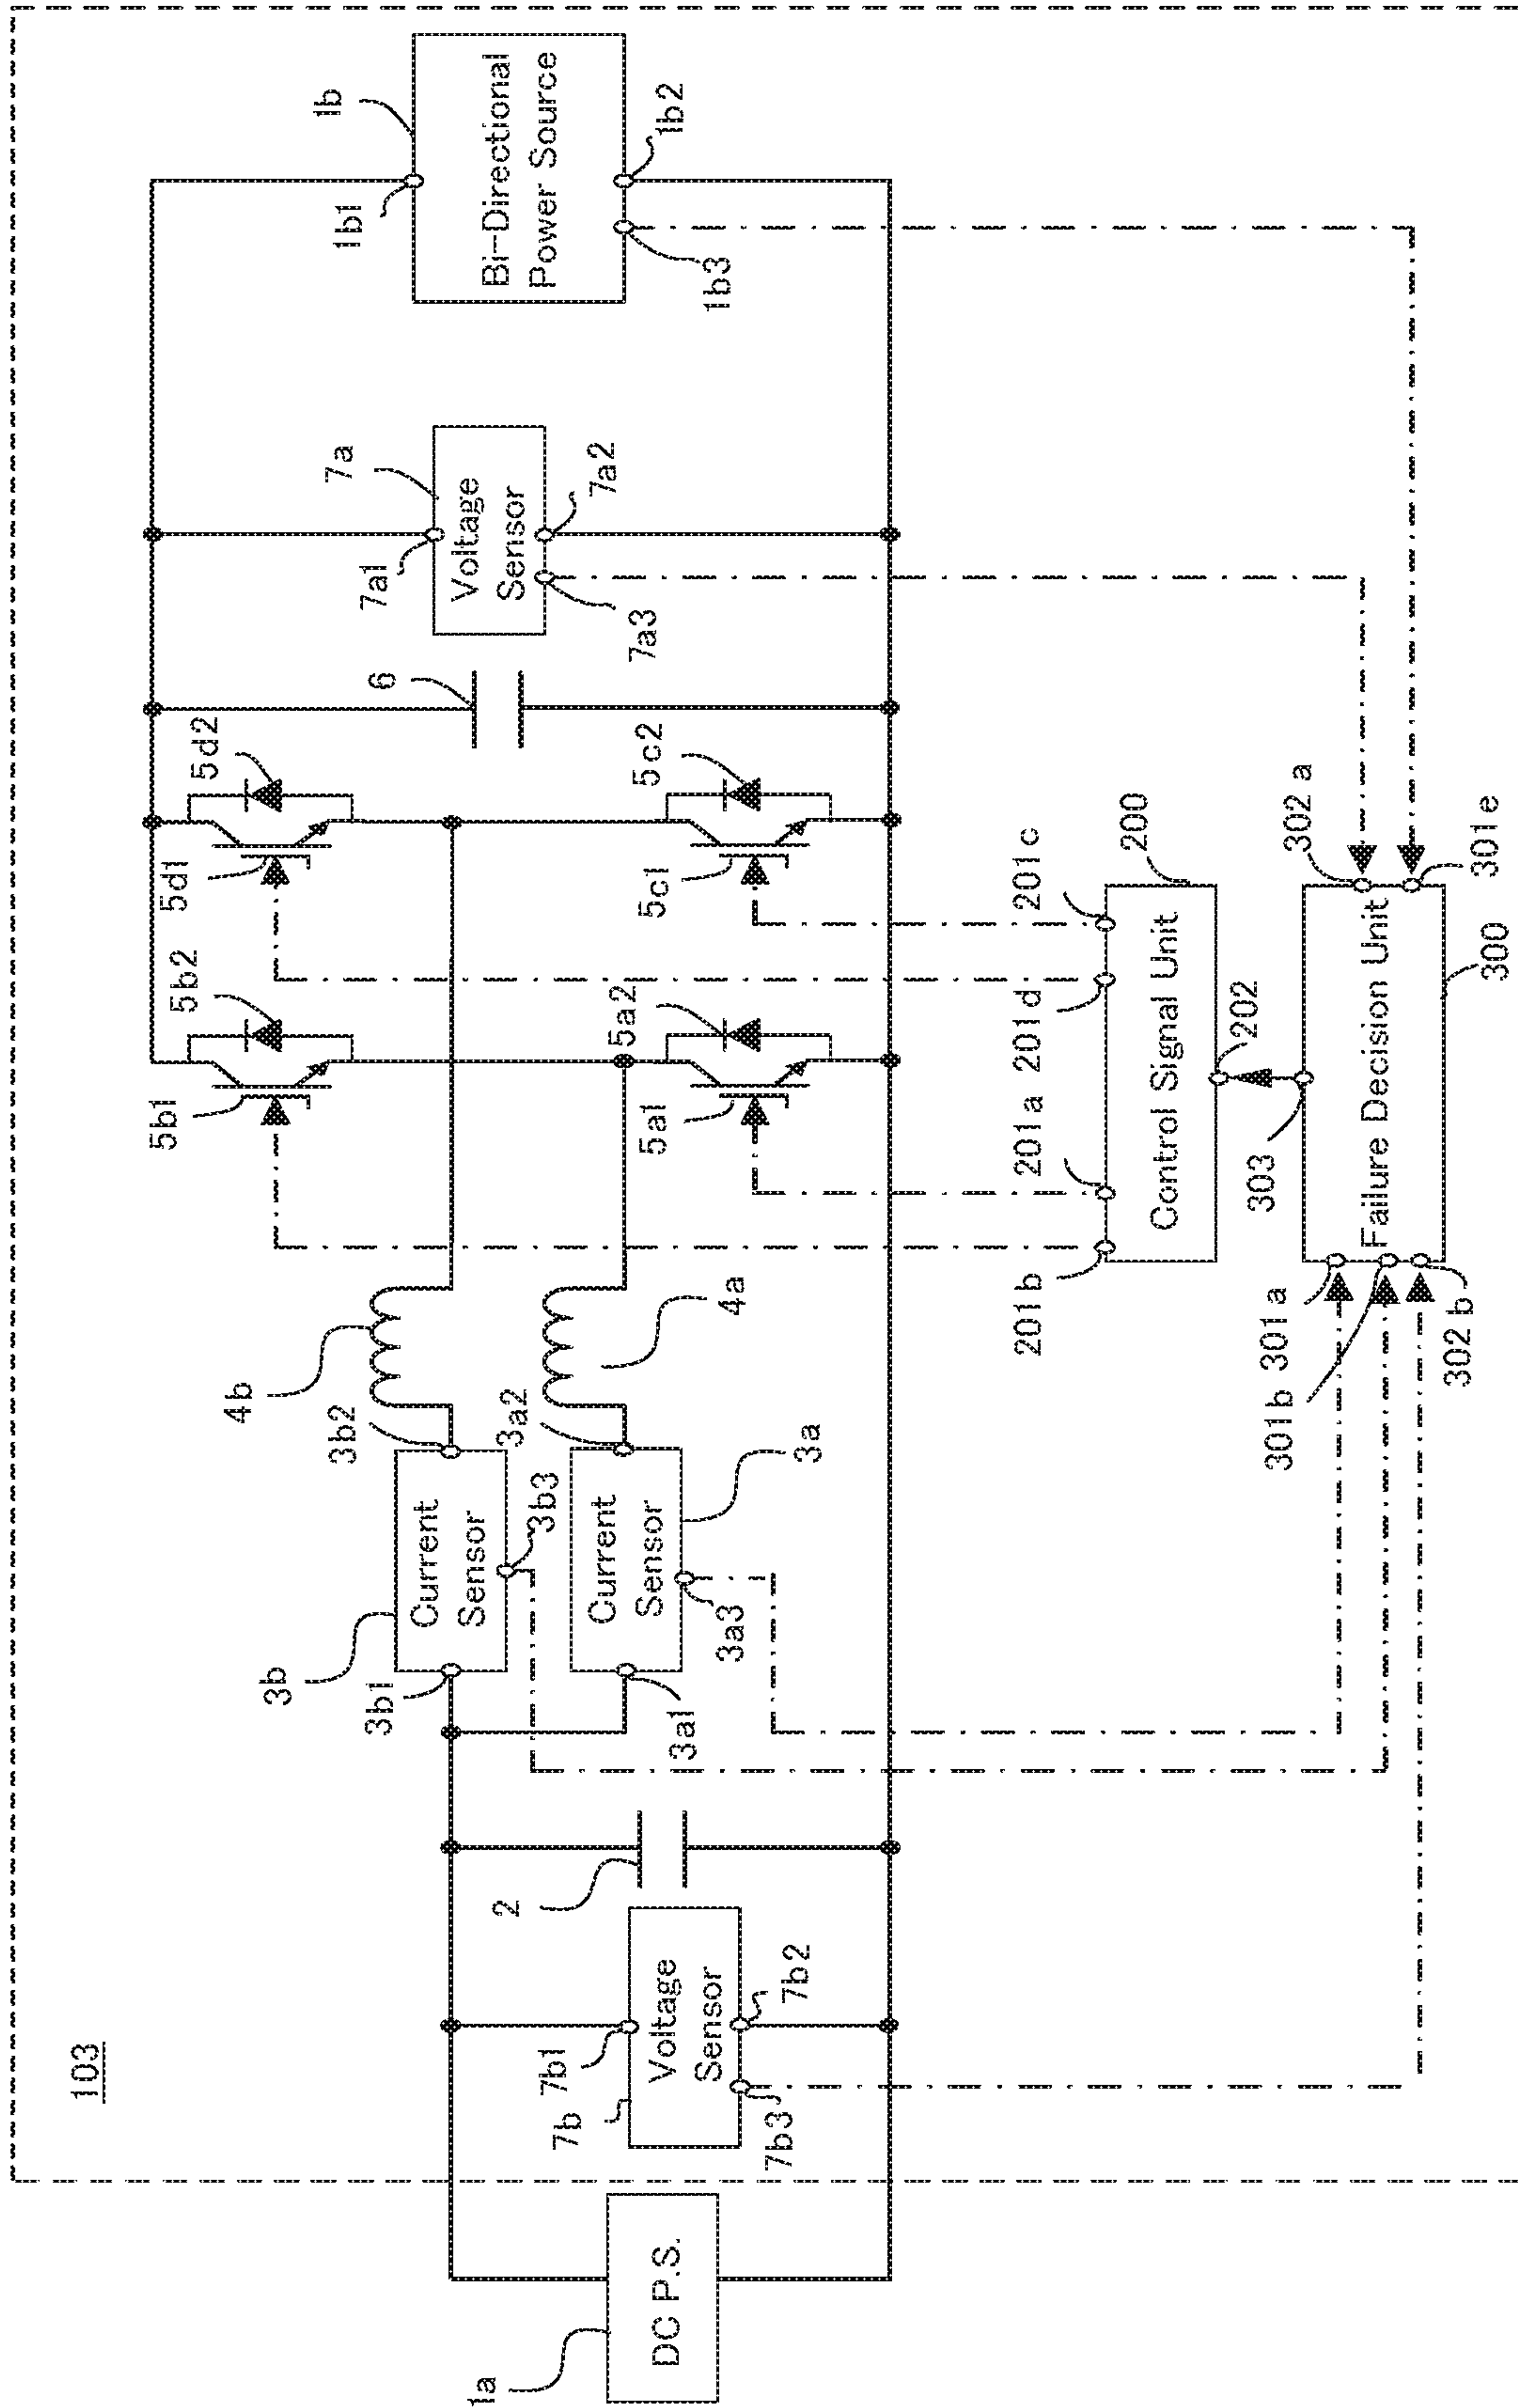 103
1b
1b1
Bi-Directional
Power Source
1b2
1b3
7a
7a1
Voltage
Sensor
7a2
7a3
6
5d2
5d1
5c2
5c1
5b2
5b1
5a2
5a1
4b
4a
3b
3b1
Current
Sensor
3b2
3b3
3a
3a1
Current
Sensor
3a2
3a3
2
7b
7b1
Voltage
Sensor
7b2
7b3
1a
DC P.S.
200
201a
201b
201c
201d
Control Signal Unit
202
303
300
Failure Decision Unit
301a
301b
302 b
302 a
301e